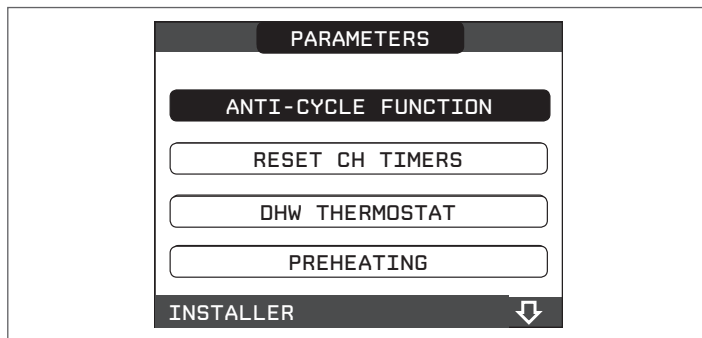 PARAMETERS
ANTI-CYCLE FUNCTION
RESET CH TIMERS
DHW THERMOSTAT
PREHEATING
INSTALLER